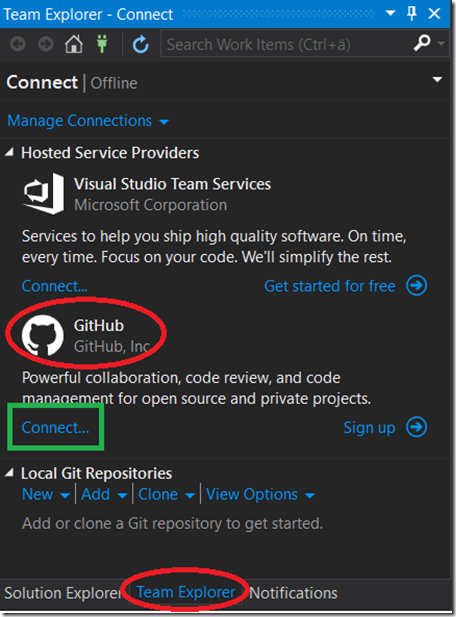 Team Explorer - Connect
Search Work Items (Ctrl+ä)
Connect | Offline
Manage Connections
Hosted Service Providers
Visual Studio Team Services
Microsoft Corporation
Services to help you ship high quality software. On time,
every time. Focus on your code. We'll simplify the rest.
Connect... Get started for free
GitHub
GitHub, Inc
Powerful collaboration, code review, and code
management for open source and private projects.
Connect... Sign up
Local Git Repositories
New | Add | Clone | View Options
Add or clone a Git repository to get started.
Solution Explorer Team Explorer Notifications